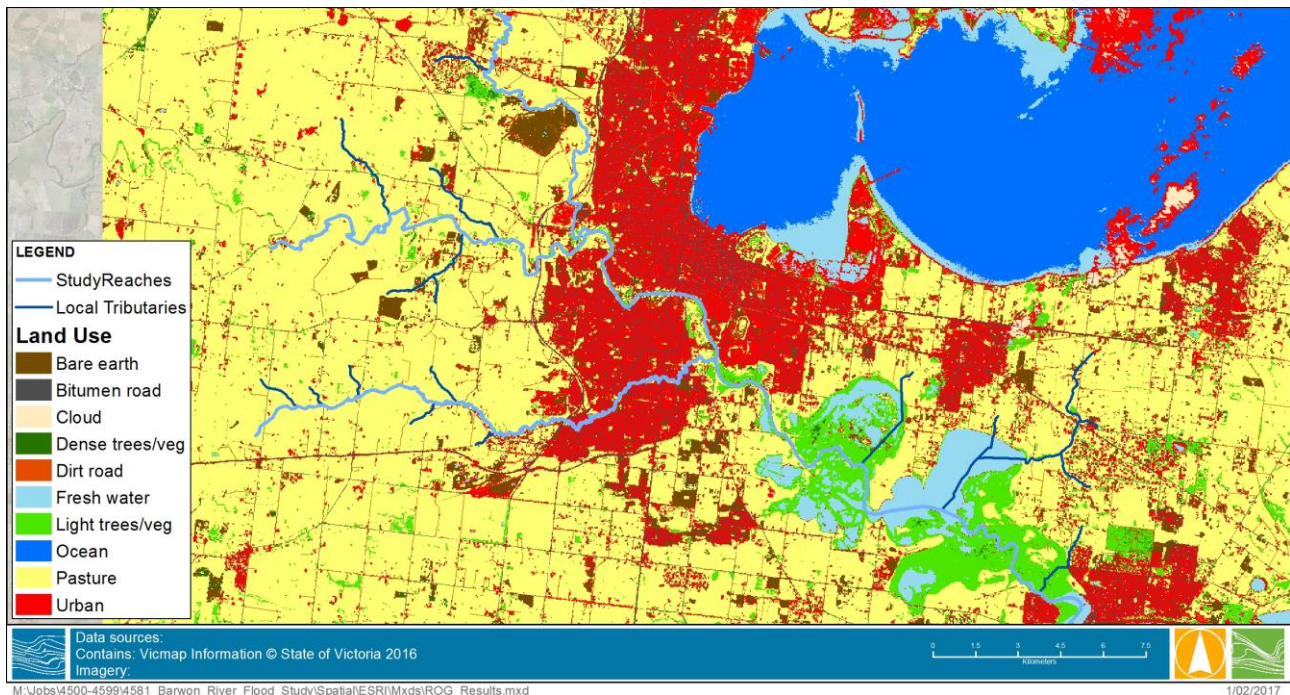 LEGEND
StudyReaches
Local Tributaries
Land Use
Bare earth
Bitumen road
Cloud
Dense trees/veg
Dirt road
Fresh water
Light trees/veg
Ocean
Pasture
Urban
Data sources:
Contains: Vicmap Information © State of Victoria 2016
Imagery:
0 1.5 3 4.5 6 7.5
Kilometers
M:\Jobs\4500-4599\4581_Barwon_River_Flood_Study\Spatial\ESRI\Mxds\ROG_Results.mxd
1/02/2017